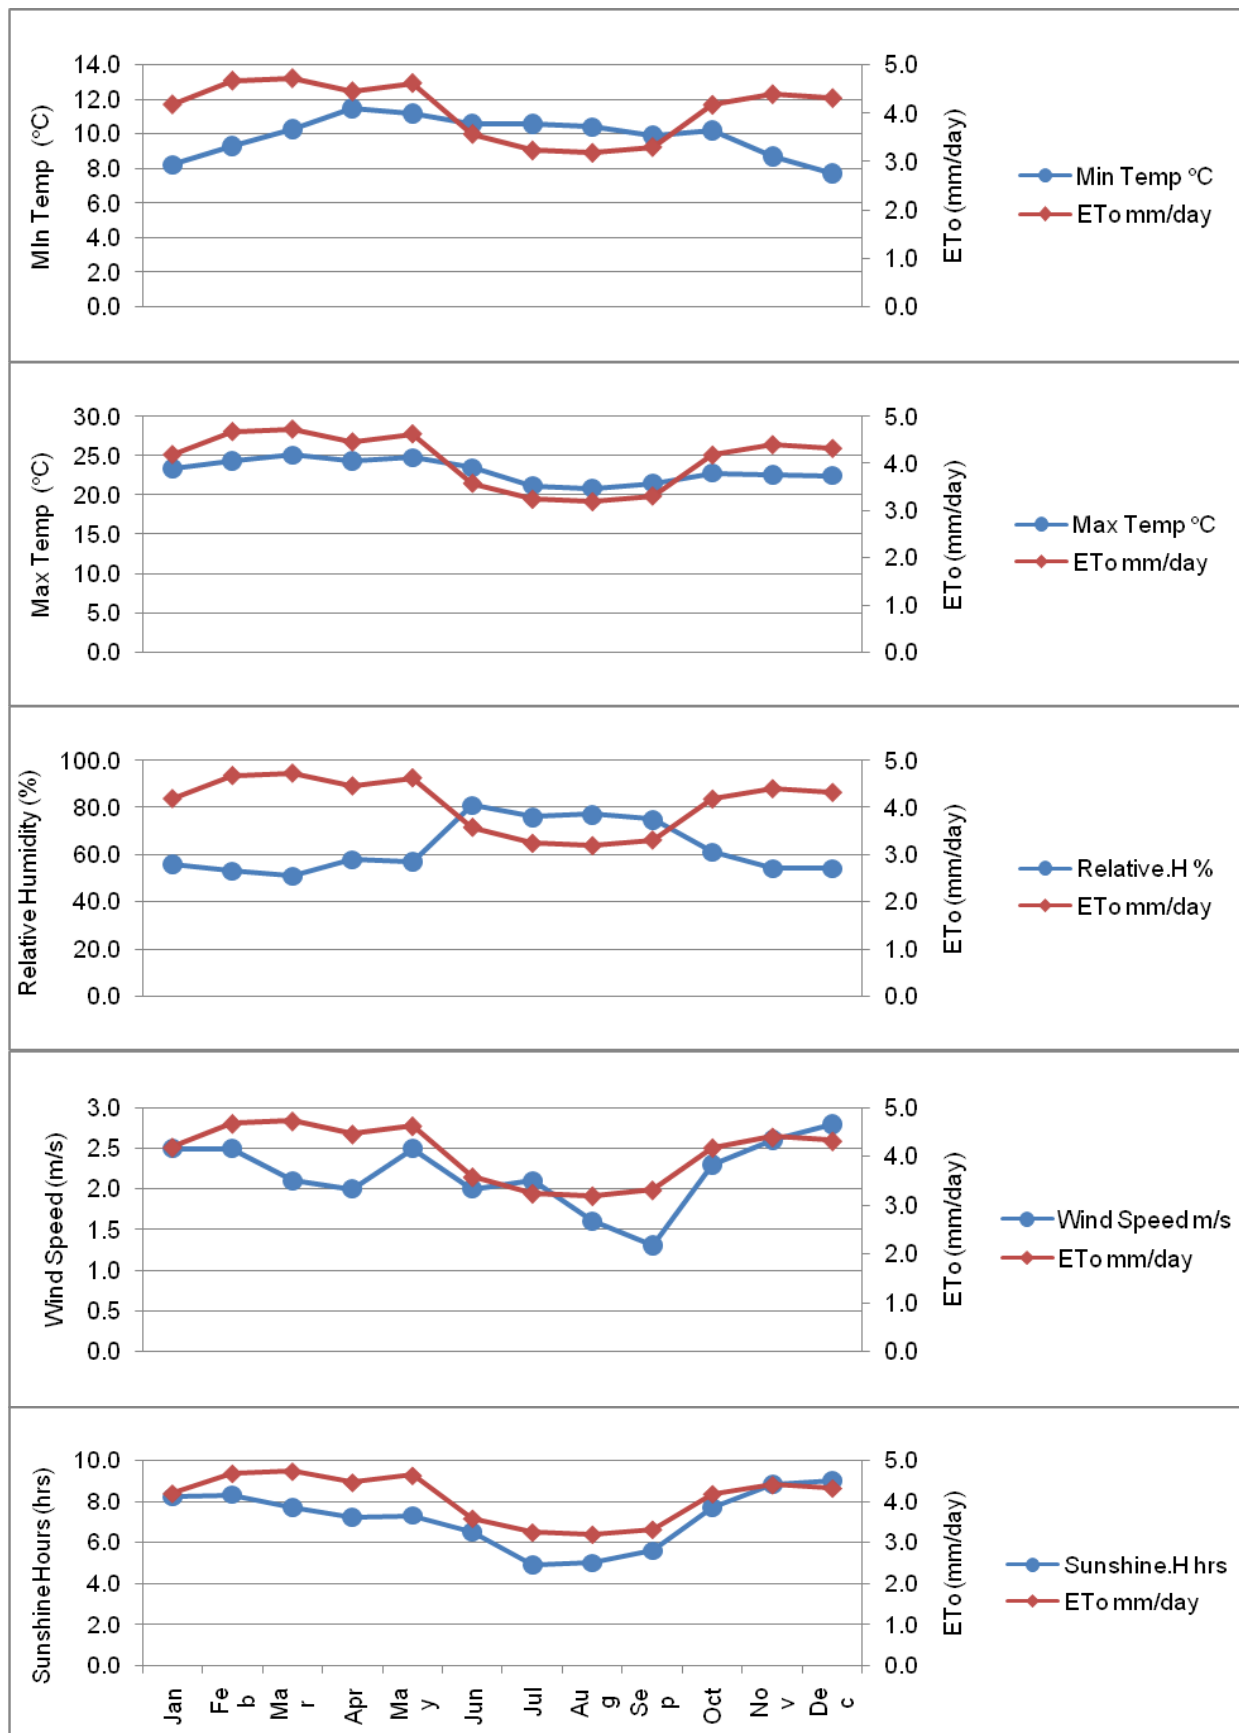 14.0
12.0
10.0
8.0
6.0
4.0
2.0
0.0
MIn Temp (°C)
5.0
4.0
3.0
2.0
1.0
0.0
ETo (mm/day)
Min Temp °C
ETo mm/day
30.0
25.0
20.0
15.0
10.0
5.0
0.0
Max Temp (°C)
5.0
4.0
3.0
2.0
1.0
0.0
ETo (mm/day)
Max Temp °C
ETo mm/day
100.0
80.0
60.0
40.0
20.0
0.0
Relative Humidity (%)
5.0
4.0
3.0
2.0
1.0
0.0
ETo (mm/day)
Relative.H %
ETo mm/day
3.0
2.5
2.0
1.5
1.0
0.5
0.0
Wind Speed (m/s)
5.0
4.0
3.0
2.0
1.0
0.0
ETo (mm/day)
Wind Speed m/s
ETo mm/day
10.0
8.0
6.0
4.0
2.0
0.0
Sunshine Hours (hrs)
5.0
4.0
3.0
2.0
1.0
0.0
ETo (mm/day)
Sunshine.H hrs
ETo mm/day
Jan
Fe
b
Ma
r
Apr
Ma
y
Jun
Jul
Au
g
Se
p
Oct
No
v
De
c